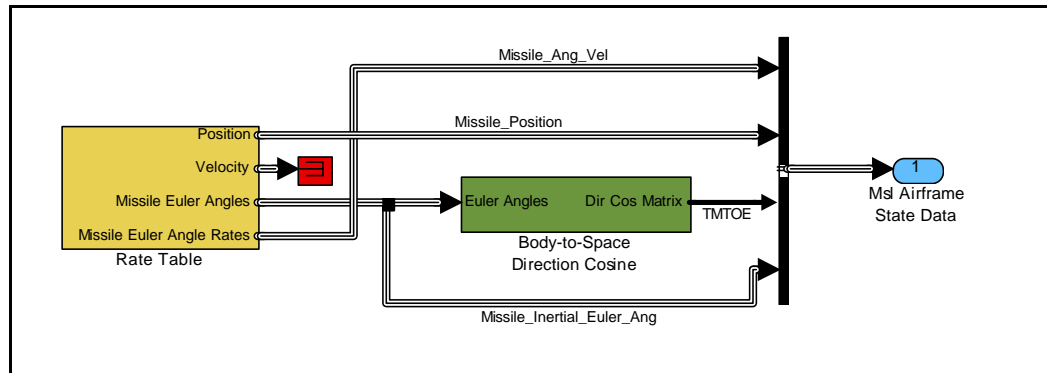 Missile_Ang_Vel
Missile_Position
Position
Velocity
Missile Euler Angles
Missile Euler Angle Rates
Rate Table
Euler Angles
Dir Cos Matrix
TMTOE
Body-to-Space
Direction Cosine
Missile_Inertial_Euler_Ang
1
Msl Airframe
State Data